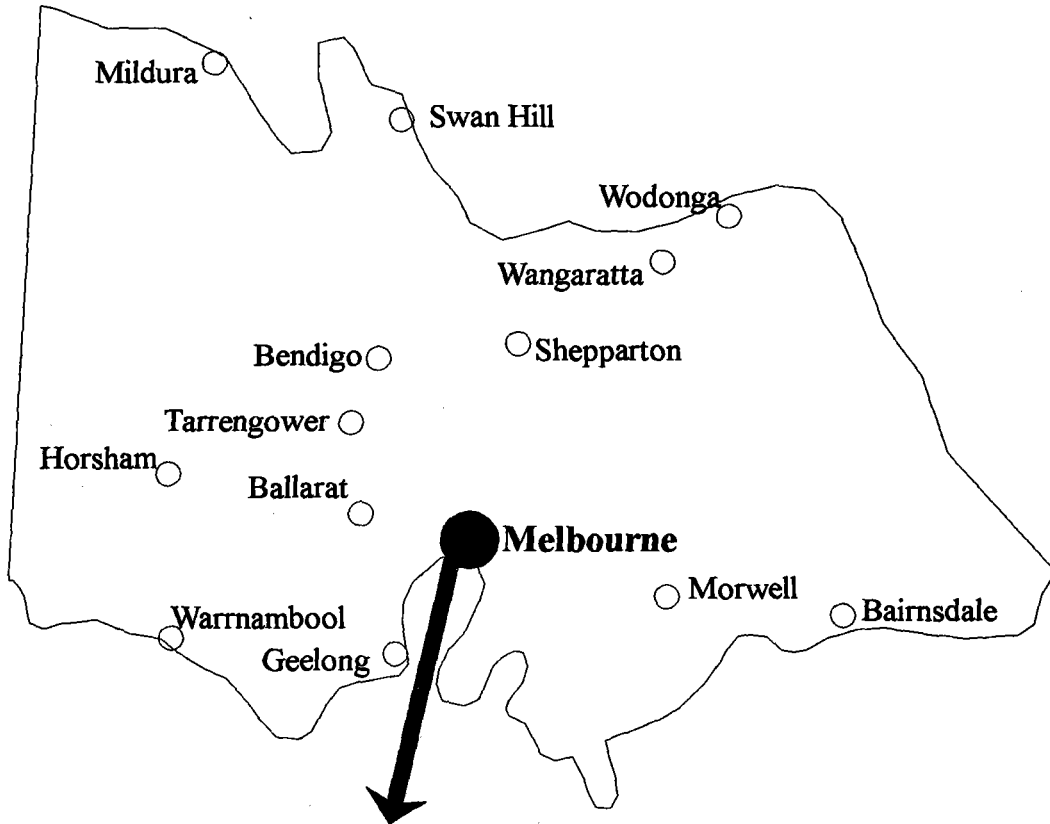 Mildura
Swan Hill
Wodonga
Wangaratta
Shepparton
Bendigo
Tarrengower
Horsham
Ballarat
Melbourne
Morwell
Bairnsdale
Warrnambool
Geelong